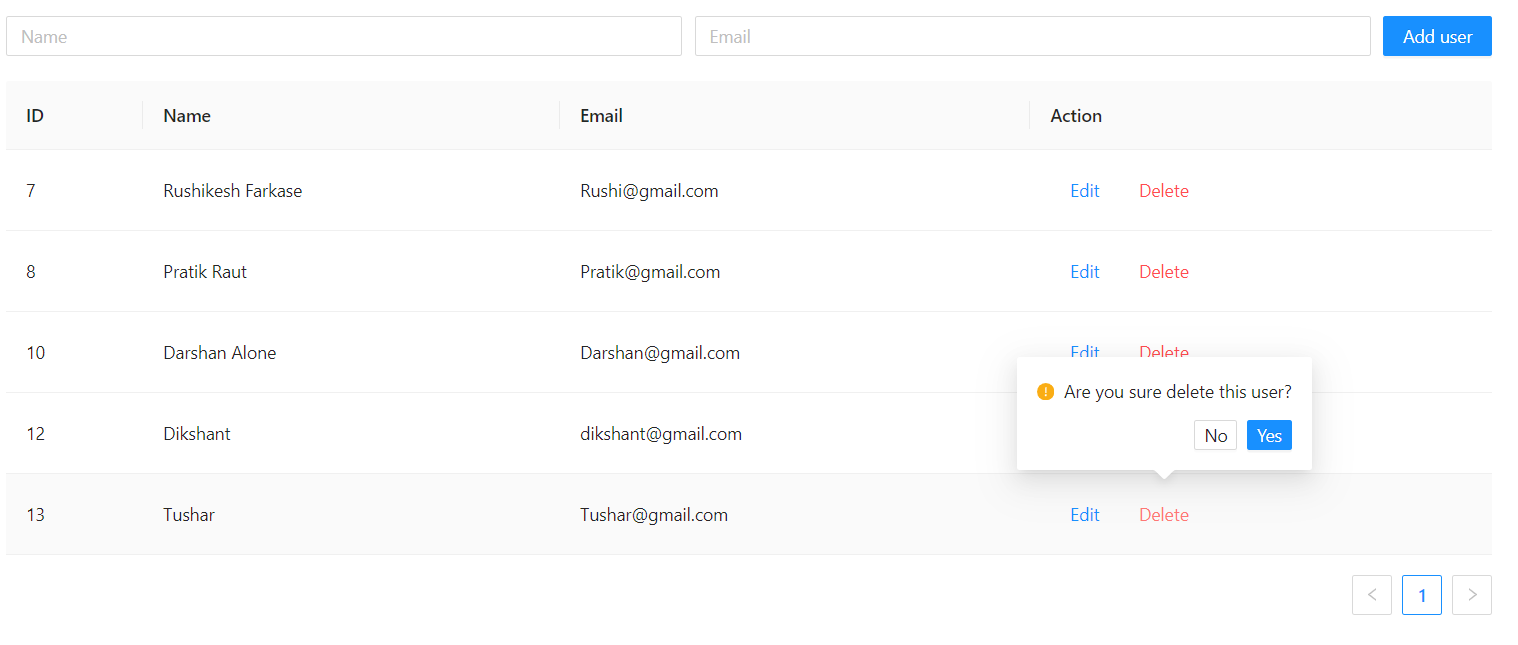 Name Email Add user
ID Name Email Action
7 Rushikesh Farkase Rushi@gmail.com Edit Delete
8 Pratik Raut Pratik@gmail.com Edit Delete
10 Darshan Alone Darshan@gmail.com Edit Delete
Are you sure delete this user?
12 Dikshant dikshant@gmail.com No Yes
13 Tushar Tushar@gmail.com Edit Delete
< 1 >